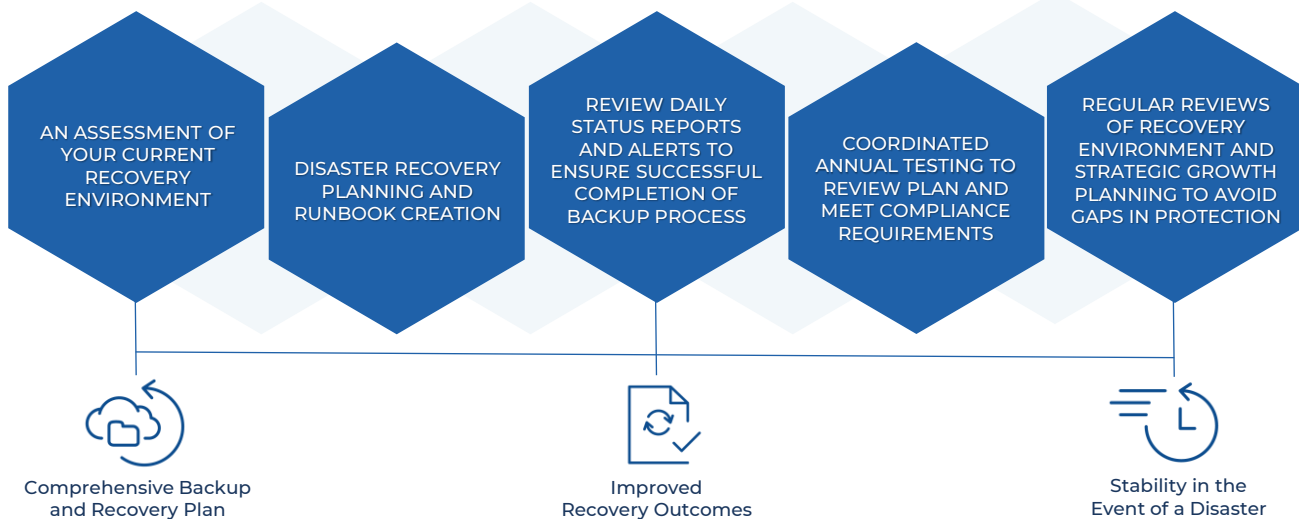 AN ASSESSMENT OF
YOUR CURRENT
RECOVERY
ENVIRONMENT
DISASTER RECOVERY
PLANNING AND
RUNBOOK CREATION
REVIEW DAILY
STATUS REPORTS
AND ALERTS TO
ENSURE SUCCESSFUL
COMPLETION OF
BACKUP PROCESS
COORDINATED
ANNUAL TESTING TO
REVIEW PLAN AND
MEET COMPLIANCE
REQUIREMENTS
REGULAR REVIEWS
OF RECOVERY
ENVIRONMENT AND
STRATEGIC GROWTH
PLANNING TO AVOID
GAPS IN PROTECTION
Comprehensive Backup
and Recovery Plan
Improved
Recovery Outcomes
Stability in the
Event of a Disaster